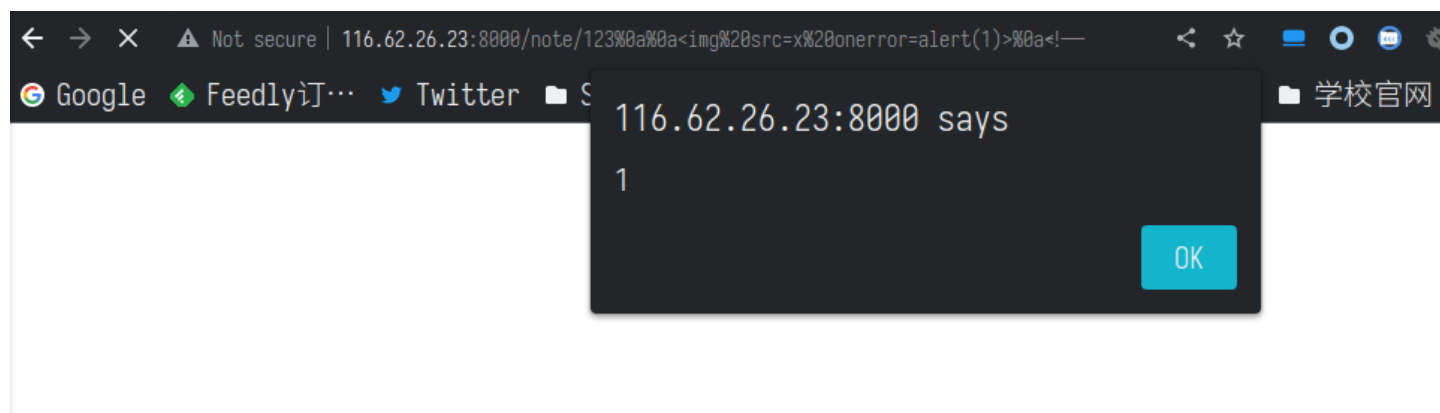 Not secure | 116.62.26.23:8000/note/123%0a%0a<img%20src=x%20onerror=alert(1)>%0a<!--
Google Feedly订… Twitter S 学校官网
116.62.26.23:8000 says
1
OK